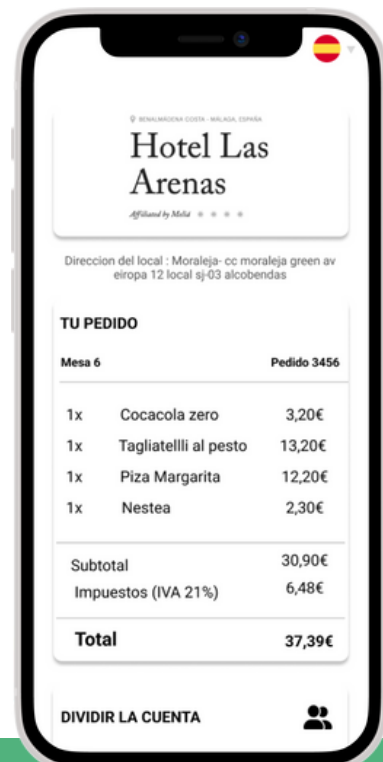 BENALMÁDENA COSTA - MÁLAGA, ESPAÑA
Hotel Las
Arenas
Affiliated by Meliá
Direccion del local : Moraleja- cc moraleja green av
eiropa 12 local sj-03 alcobendas
TU PEDIDO
Mesa 6 Pedido 3456
1x Cocacola zero 3,20€
1x Tagliatellli al pesto 13,20€
1x Piza Margarita 12,20€
1x Nestea 2,30€
Subtotal 30,90€
Impuestos (IVA 21%) 6,48€
Total 37,39€
DIVIDIR LA CUENTA